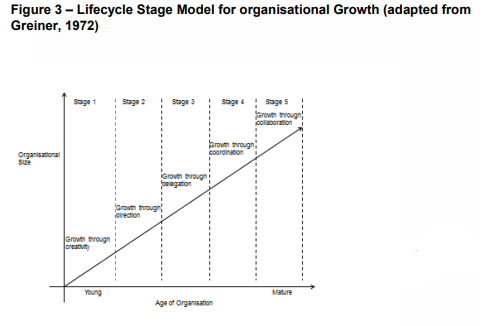 Figure 3 – Lifecycle Stage Model for organisational Growth (adapted from
Greiner, 1972)
Stage 1
Stage 2
Stage 3
Stage 4
Stage 5
Growth through
collaboration
Growth through
coordination
Organisational
Size
Growth through
delegation
Growth through
direction
Growth through
creativity
Young
Mature
Age of Organisation